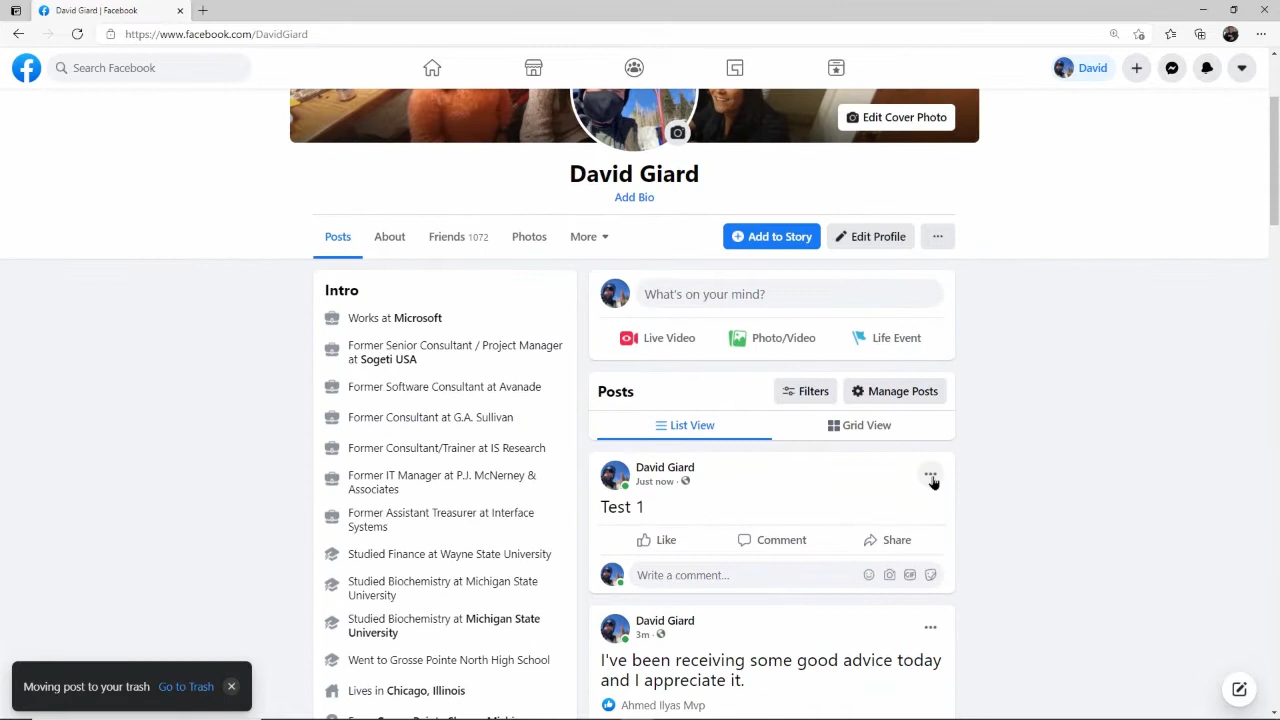 David Giard | Facebook
https://www.facebook.com/DavidGiard
Search Facebook
David
Edit Cover Photo
David Giard
Add Bio
Posts About Friends 1072 Photos More
Add to Story Edit Profile
Intro
Works at Microsoft
Former Senior Consultant / Project Manager
at Sogeti USA
Former Software Consultant at Avanade
Former Consultant at G.A. Sullivan
Former Consultant/Trainer at IS Research
Former IT Manager at P.J. McNerney &
Associates
Former Assistant Treasurer at Interface
Systems
Studied Finance at Wayne State University
Studied Biochemistry at Michigan State
University
Studied Biochemistry at Michigan State
University
Went to Grosse Pointe North High School
Lives in Chicago, Illinois
What's on your mind?
Live Video Photo/Video Life Event
Posts Filters Manage Posts
List View Grid View
David Giard
Just now ·
Test 1
Like Comment Share
Write a comment...
GIF
David Giard
3m ·
I've been receiving some good advice today
and I appreciate it.
Ahmed Ilyas Mvp
Moving post to your trash Go to Trash